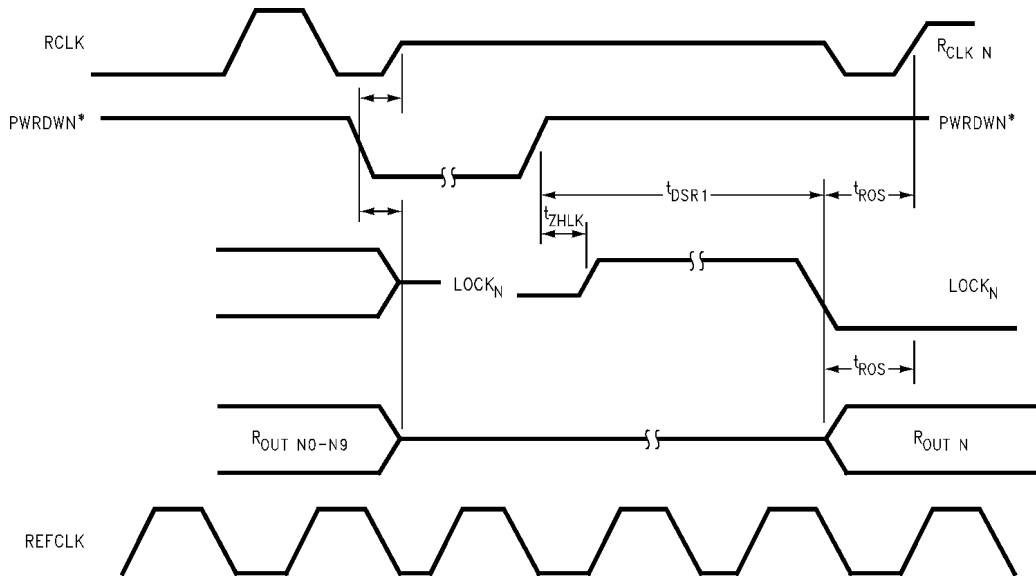 RCLK
R_CLK N
PWRDWN*
PWRDWN*
t_DSR1
t_ROS
t_ZHLK
LOCK_N
LOCK_N
t_ROS
R_OUT N0-N9
R_OUT N
REFCLK